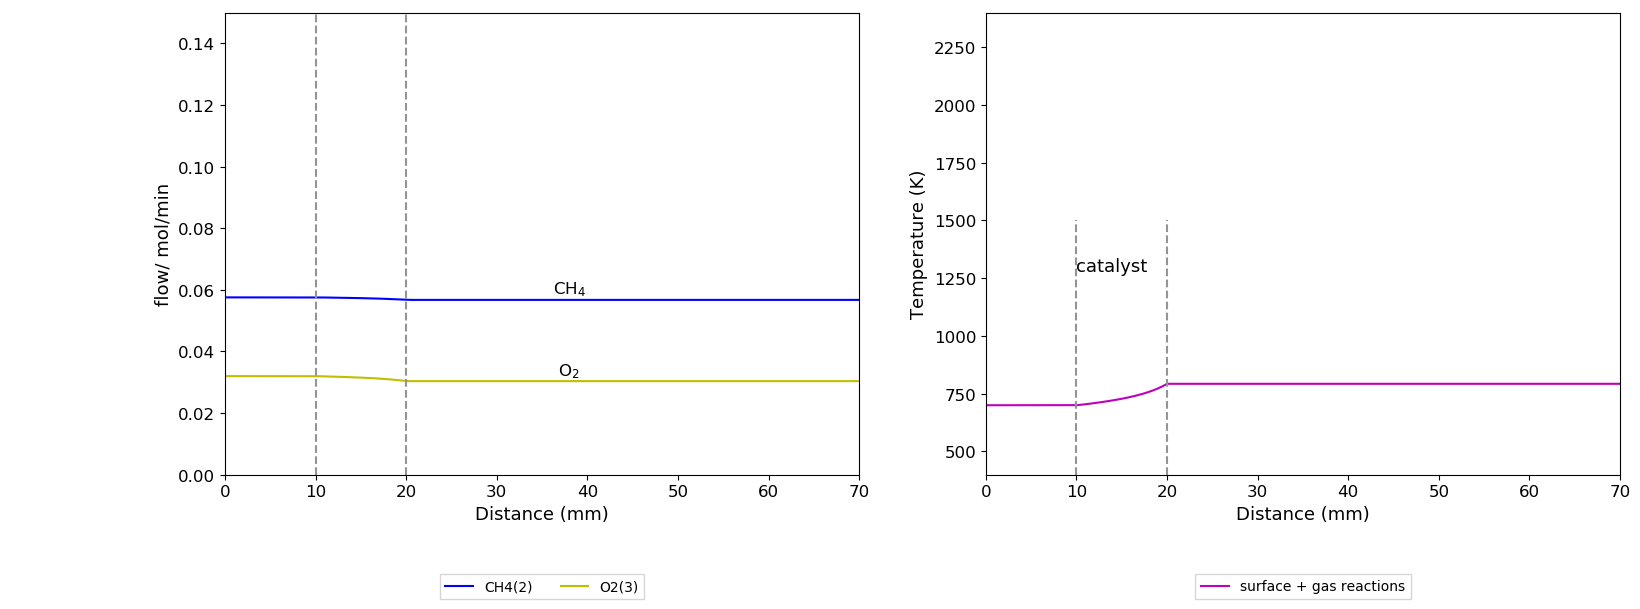 flow/ mol/min
0.14
0.12
0.10
0.08
0.06
0.04
0.02
0.00
CH₄
O₂
0 10 20 30 40 50 60 70
Distance (mm)
CH4(2) O2(3)
Temperature (K)
2250
2000
1750
1500
1250
1000
750
500
catalyst
0 10 20 30 40 50 60 70
Distance (mm)
surface + gas reactions